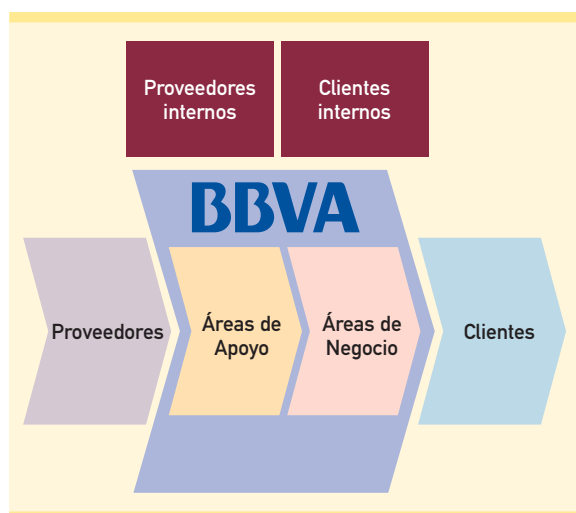 Proveedores
internos
Clientes
internos
BBVA
Proveedores
Áreas de
Apoyo
Áreas de
Negocio
Clientes